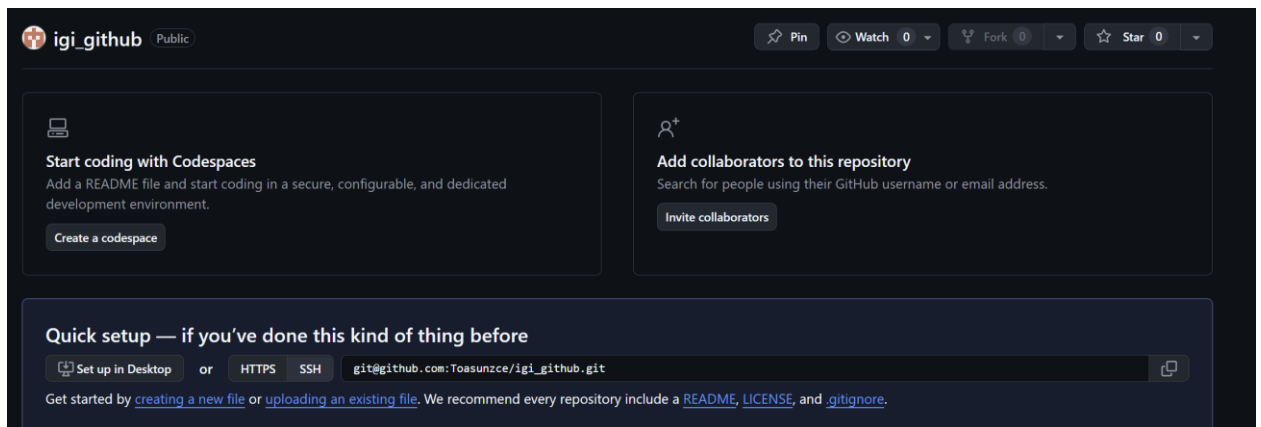 igi_github Public
Pin Watch 0 Fork 0 Star 0
Start coding with Codespaces
Add a README file and start coding in a secure, configurable, and dedicated
development environment.
Create a codespace
Add collaborators to this repository
Search for people using their GitHub username or email address.
Invite collaborators
Quick setup — if you’ve done this kind of thing before
Set up in Desktop or HTTPS SSH git@github.com:Toasunzce/igi_github.git
Get started by creating a new file or uploading an existing file. We recommend every repository include a README, LICENSE, and .gitignore.